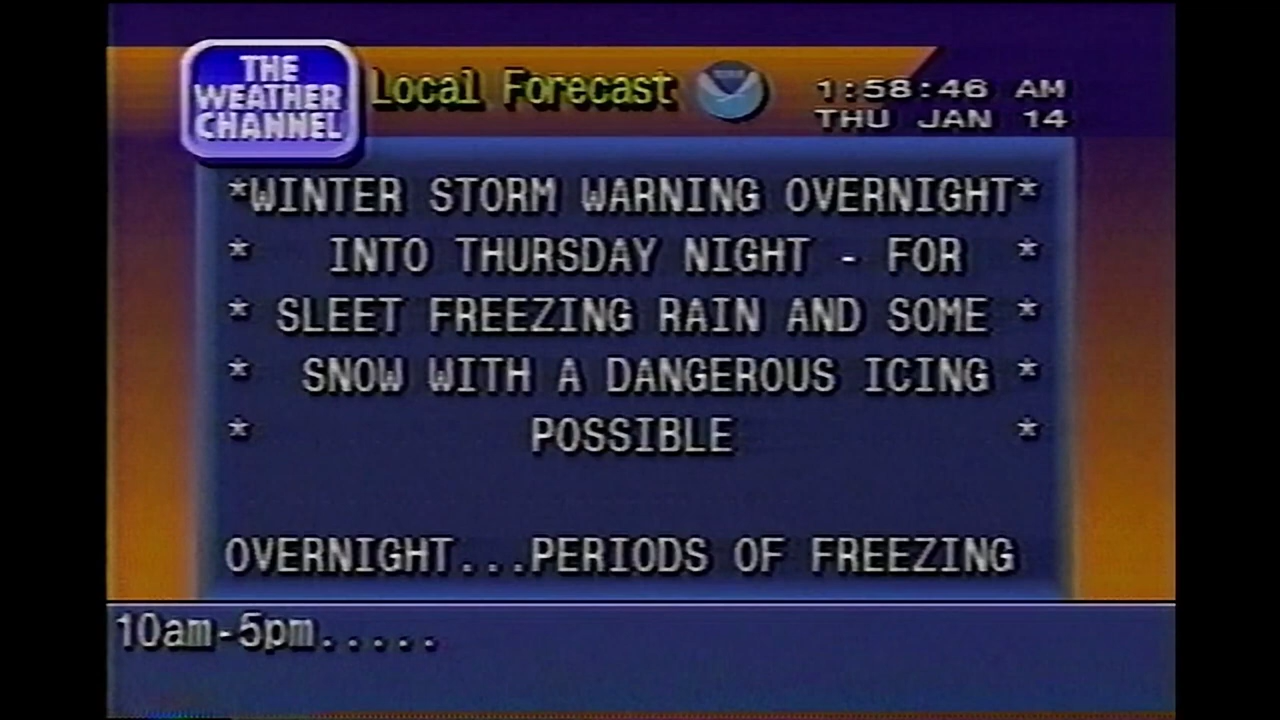 THE
WEATHER
CHANNEL
Local Forecast
1:58:46 AM
THU JAN 14
*WINTER STORM WARNING OVERNIGHT*
* INTO THURSDAY NIGHT - FOR *
* SLEET FREEZING RAIN AND SOME *
* SNOW WITH A DANGEROUS ICING *
* POSSIBLE *
OVERNIGHT...PERIODS OF FREEZING
10am-5pm.....